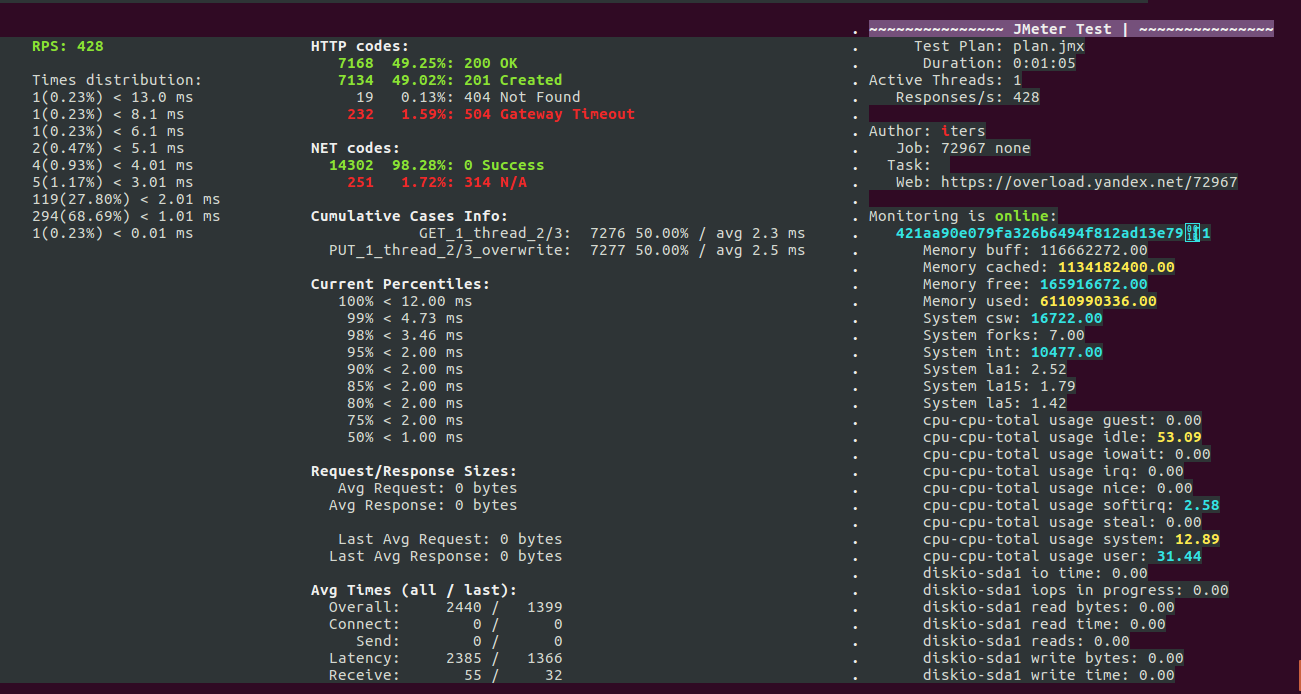 RPS: 428
Times distribution:
1(0.23%) < 13.0 ms
1(0.23%) < 8.1 ms
1(0.23%) < 6.1 ms
2(0.47%) < 5.1 ms
4(0.93%) < 4.01 ms
5(1.17%) < 3.01 ms
119(27.80%) < 2.01 ms
294(68.69%) < 1.01 ms
1(0.23%) < 0.01 ms
HTTP codes:
7168 49.25%: 200 OK
7134 49.02%: 201 Created
19 0.13%: 404 Not Found
232 1.59%: 504 Gateway Timeout
NET codes:
14302 98.28%: 0 Success
251 1.72%: 314 N/A
Cumulative Cases Info:
GET_1_thread_2/3: 7276 50.00% / avg 2.3 ms
PUT_1_thread_2/3_overwrite: 7277 50.00% / avg 2.5 ms
Current Percentiles:
100% < 12.00 ms
99% < 4.73 ms
98% < 3.46 ms
95% < 2.00 ms
90% < 2.00 ms
85% < 2.00 ms
80% < 2.00 ms
75% < 2.00 ms
50% < 1.00 ms
Request/Response Sizes:
Avg Request: 0 bytes
Avg Response: 0 bytes
Last Avg Request: 0 bytes
Last Avg Response: 0 bytes
Avg Times (all / last):
Overall: 2440 / 1399
Connect: 0 / 0
Send: 0 / 0
Latency: 2385 / 1366
Receive: 55 / 32
. ~~~~~~~~~~~~~~~ JMeter Test | ~~~~~~~~~~~~~~~
. Test Plan: plan.jmx
. Duration: 0:01:05
. Active Threads: 1
. Responses/s: 428
.
. Author: iters
. Job: 72967 none
. Task:
. Web: https://overload.yandex.net/72967
.
. Monitoring is online:
. 421aa90e079fa326b6494f812ad13e79 1
. Memory buff: 116662272.00
. Memory cached: 1134182400.00
. Memory free: 165916672.00
. Memory used: 6110990336.00
. System csw: 16722.00
. System forks: 7.00
. System int: 10477.00
. System la1: 2.52
. System la15: 1.79
. System la5: 1.42
. cpu-cpu-total usage guest: 0.00
. cpu-cpu-total usage idle: 53.09
. cpu-cpu-total usage iowait: 0.00
. cpu-cpu-total usage irq: 0.00
. cpu-cpu-total usage nice: 0.00
. cpu-cpu-total usage softirq: 2.58
. cpu-cpu-total usage steal: 0.00
. cpu-cpu-total usage system: 12.89
. cpu-cpu-total usage user: 31.44
. diskio-sda1 io time: 0.00
. diskio-sda1 iops in progress: 0.00
. diskio-sda1 read bytes: 0.00
. diskio-sda1 read time: 0.00
. diskio-sda1 reads: 0.00
. diskio-sda1 write bytes: 0.00
. diskio-sda1 write time: 0.00